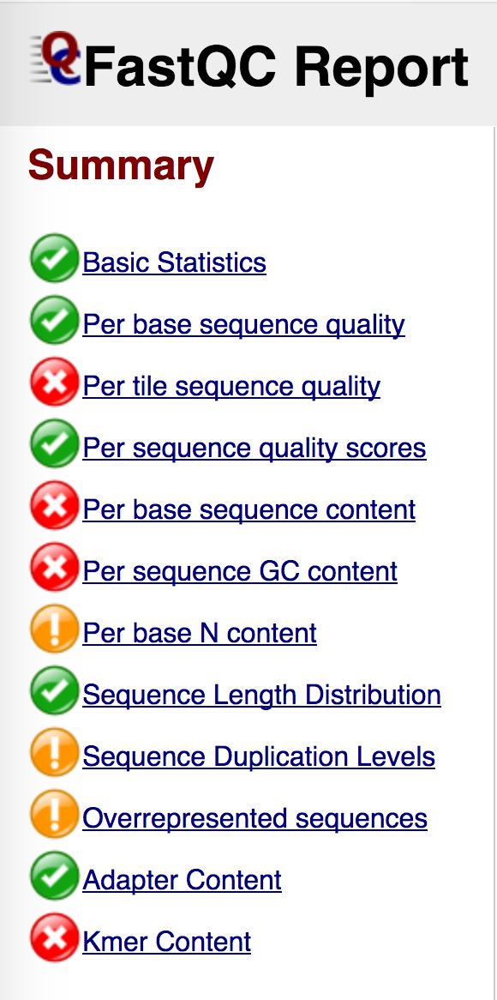 FastQC Report
Summary
Basic Statistics
Per base sequence quality
Per tile sequence quality
Per sequence quality scores
Per base sequence content
Per sequence GC content
Per base N content
Sequence Length Distribution
Sequence Duplication Levels
Overrepresented sequences
Adapter Content
Kmer Content